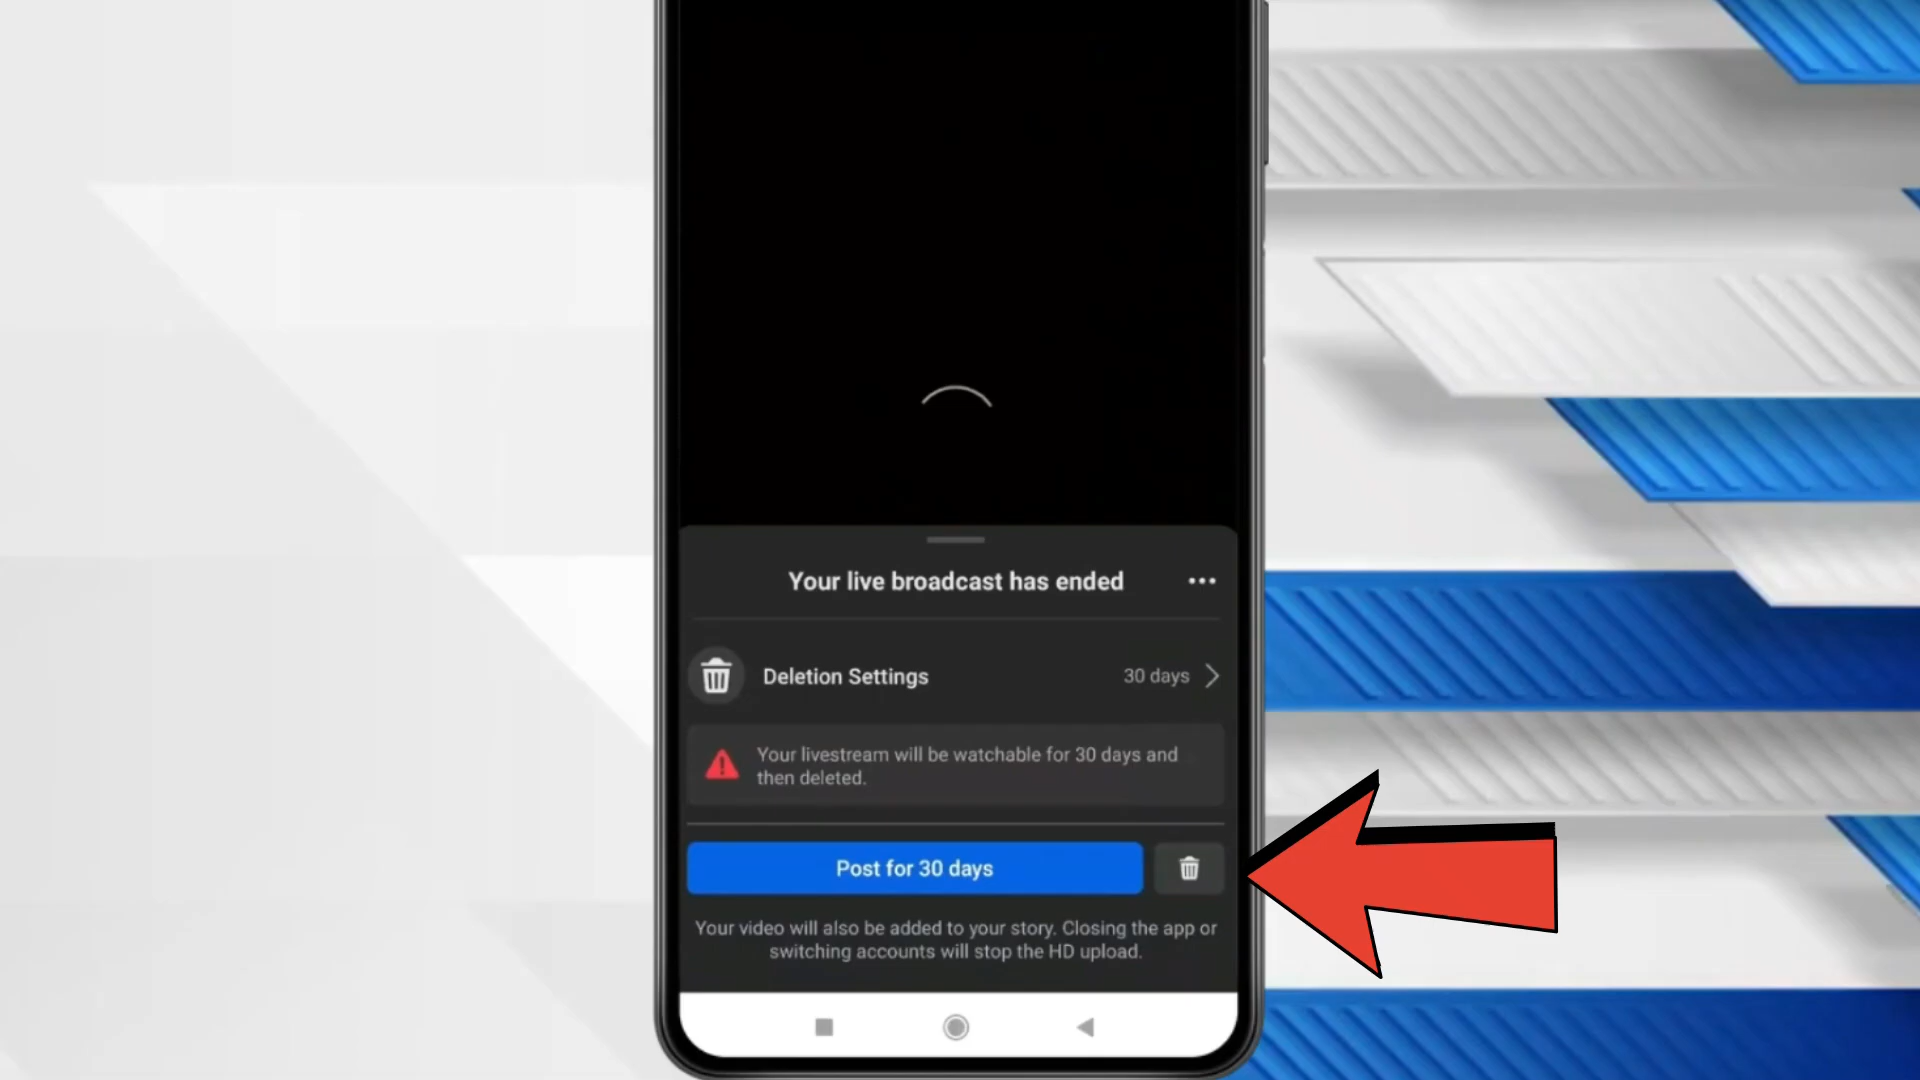 Your live broadcast has ended
Deletion Settings
30 days
Your livestream will be watchable for 30 days and
then deleted.
Post for 30 days
Your video will also be added to your story. Closing the app or
switching accounts will stop the HD upload.